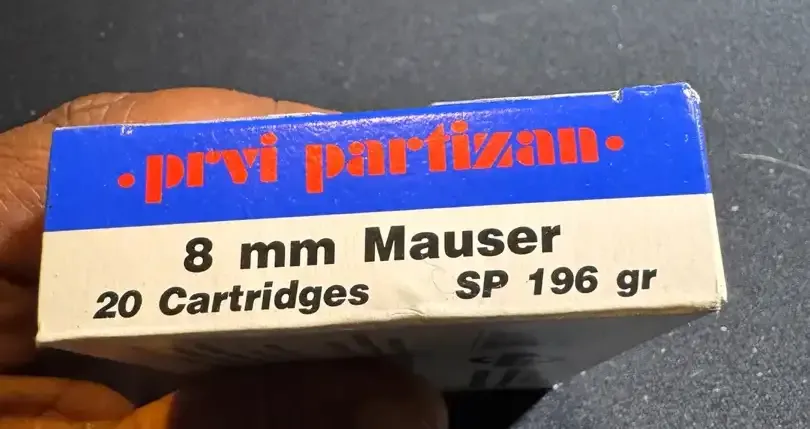 •prvi partizan•
8 mm Mauser
20 Cartridges SP 196 gr